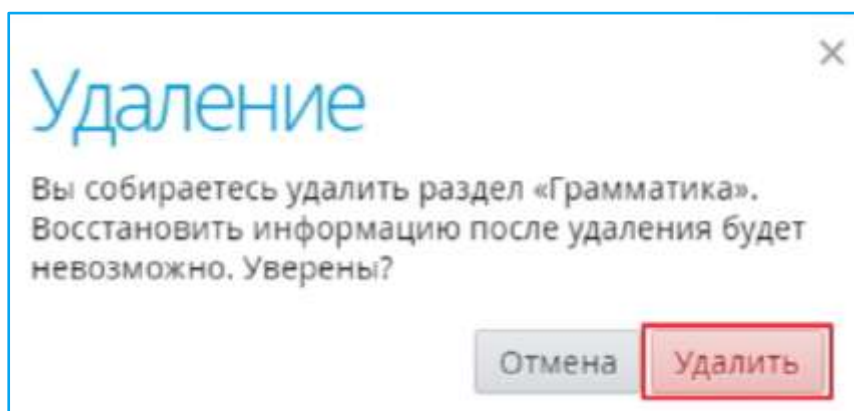 Удаление
Вы собираетесь удалить раздел «Грамматика».
Восстановить информацию после удаления будет
невозможно. Уверены?
Отмена Удалить